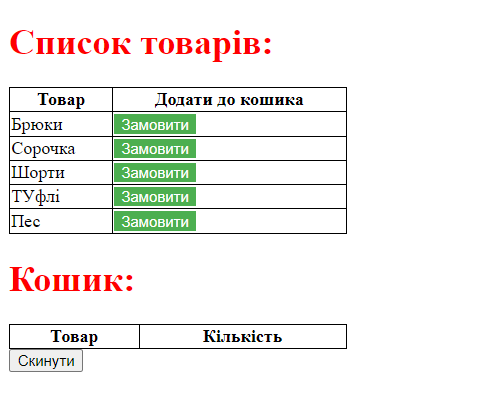 Список товарів:
Товар Додати до кошика
Брюки Замовити
Сорочка Замовити
Шорти Замовити
ТУфлі Замовити
Пес Замовити
Кошик:
Товар Кількість
Скинути